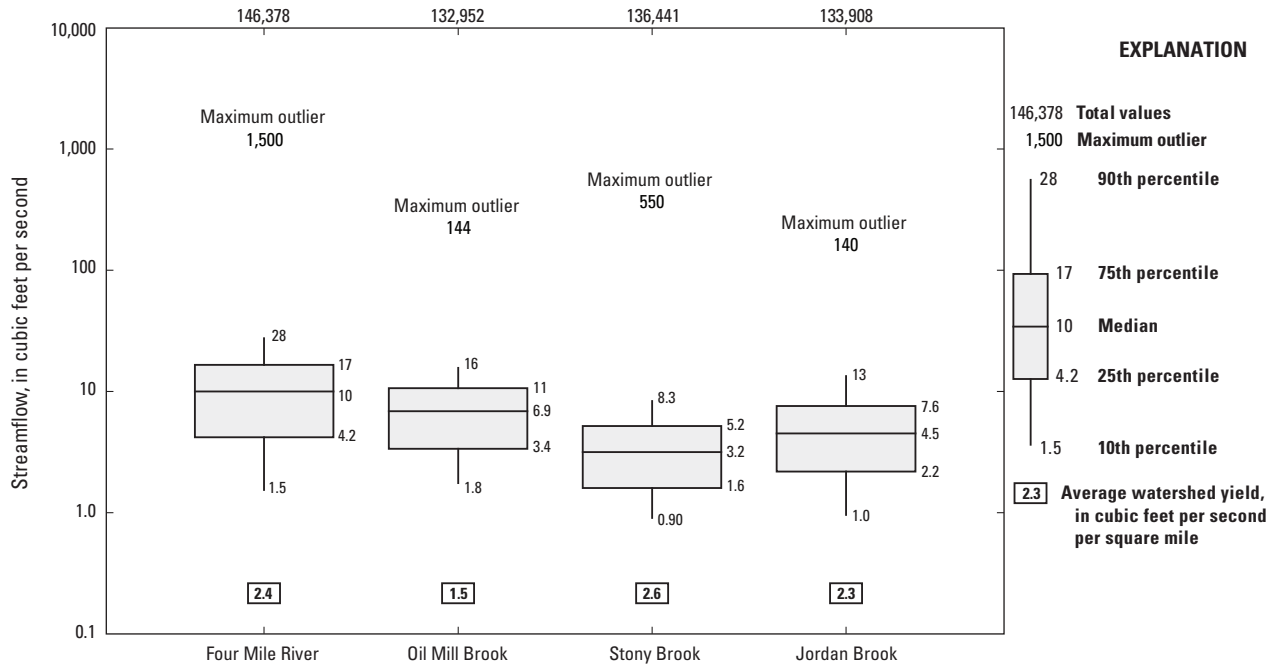 146,378
132,952
136,441
133,908
10,000
1,000
100
10
1.0
0.1
Streamflow, in cubic feet per second
Maximum outlier
1,500
28
17
10
4.2
1.5
2.4
Four Mile River
Maximum outlier
144
16
11
6.9
3.4
1.8
1.5
Oil Mill Brook
Maximum outlier
550
8.3
5.2
3.2
1.6
0.90
2.6
Stony Brook
Maximum outlier
140
13
7.6
4.5
2.2
1.0
2.3
Jordan Brook
EXPLANATION
146,378 Total values
1,500 Maximum outlier
28 90th percentile
17 75th percentile
10 Median
4.2 25th percentile
1.5 10th percentile
2.3 Average watershed yield,
in cubic feet per second
per square mile